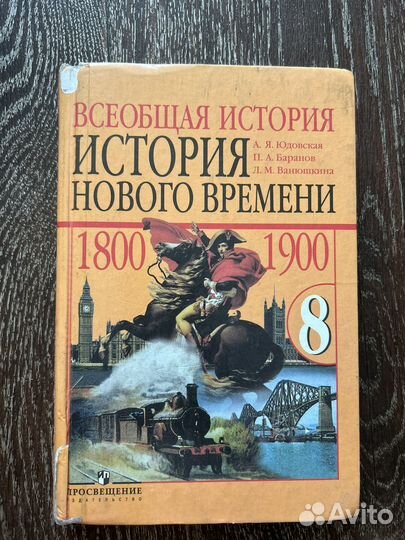 ВСЕОБЩАЯ ИСТОРИЯ
ИСТОРИЯ
А. Я. Юдовская
П. А. Баранов
Л. М. Ванюшкина
НОВОГО ВРЕМЕНИ
1800 1900
8
ПРОСВЕЩЕНИЕ
ИЗДАТЕЛЬСТВО
Avito